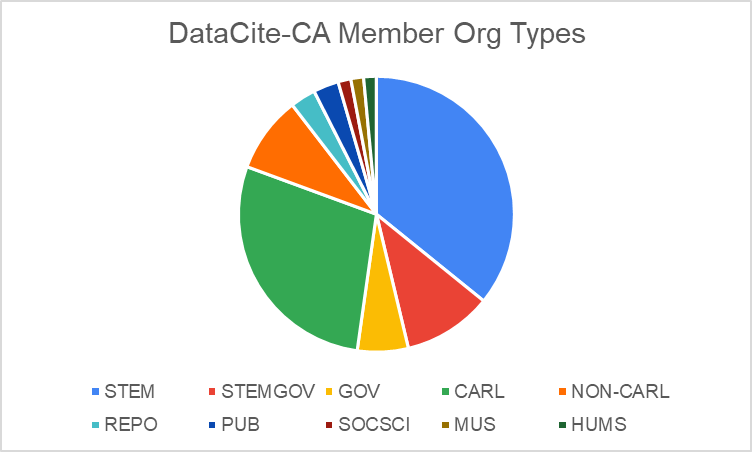 DataCite-CA Member Org Types
STEM STEMGOV GOV CARL NON-CARL
REPO PUB SOCSCI MUS HUMS